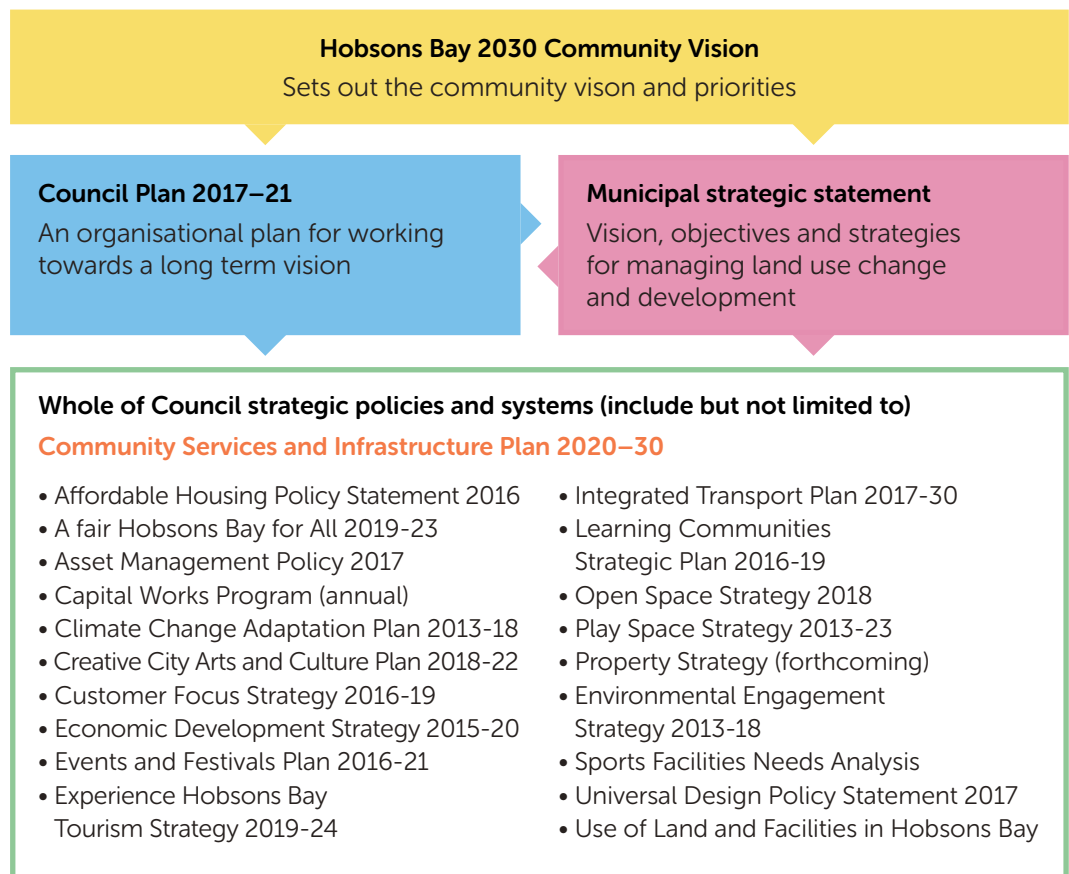 Hobsons Bay 2030 Community Vision
Sets out the community vison and priorities
Council Plan 2017–21
An organisational plan for working
towards a long term vision
Municipal strategic statement
Vision, objectives and strategies
for managing land use change
and development
Whole of Council strategic policies and systems (include but not limited to)
Community Services and Infrastructure Plan 2020–30
• Affordable Housing Policy Statement 2016
• A fair Hobsons Bay for All 2019-23
• Asset Management Policy 2017
• Capital Works Program (annual)
• Climate Change Adaptation Plan 2013-18
• Creative City Arts and Culture Plan 2018-22
• Customer Focus Strategy 2016-19
• Economic Development Strategy 2015-20
• Events and Festivals Plan 2016-21
• Experience Hobsons Bay
Tourism Strategy 2019-24
• Integrated Transport Plan 2017-30
• Learning Communities
Strategic Plan 2016-19
• Open Space Strategy 2018
• Play Space Strategy 2013-23
• Property Strategy (forthcoming)
• Environmental Engagement
Strategy 2013-18
• Sports Facilities Needs Analysis
• Universal Design Policy Statement 2017
• Use of Land and Facilities in Hobsons Bay